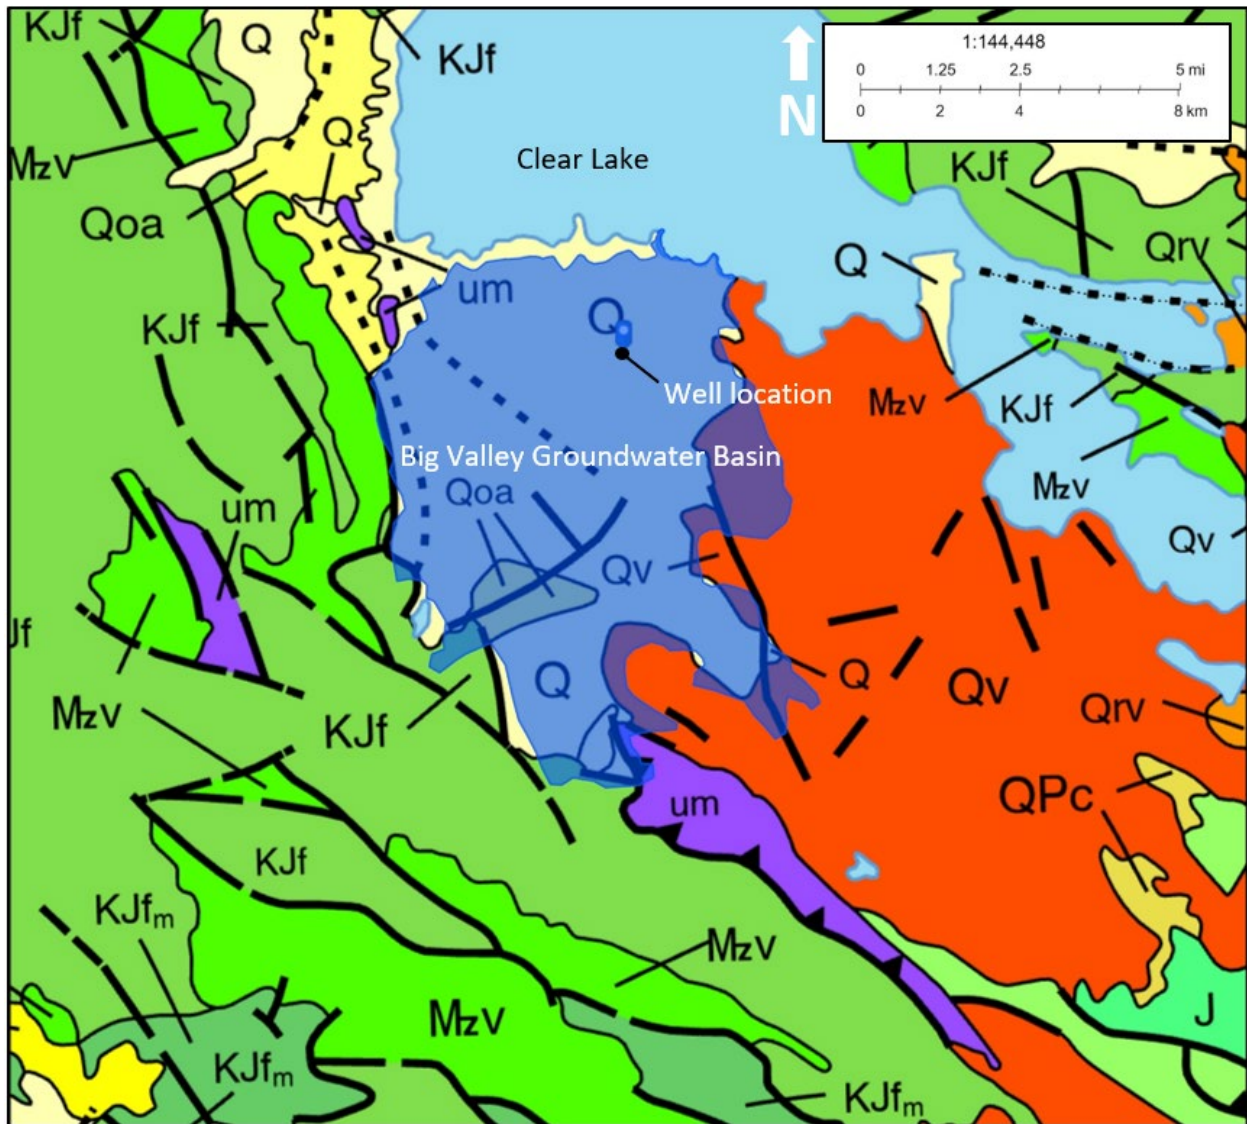 KJf
Q
KJf
1:144,448
0 1.25 2.5 5 mi
0 2 4 8 km
N
Q
Mzv
Clear Lake
KJf
Qoa
Q
Qrv
um
Q
KJf
Mzv
KJf
Well location
Big Valley Groundwater Basin
Qoa
Mzv
um
Qv
Qv
Jf
Q
Q
Qv
Mzv
KJf
Qrv
um
QPc
KJf
KJfm
Mzv
Mzv
J
KJfm
KJfm